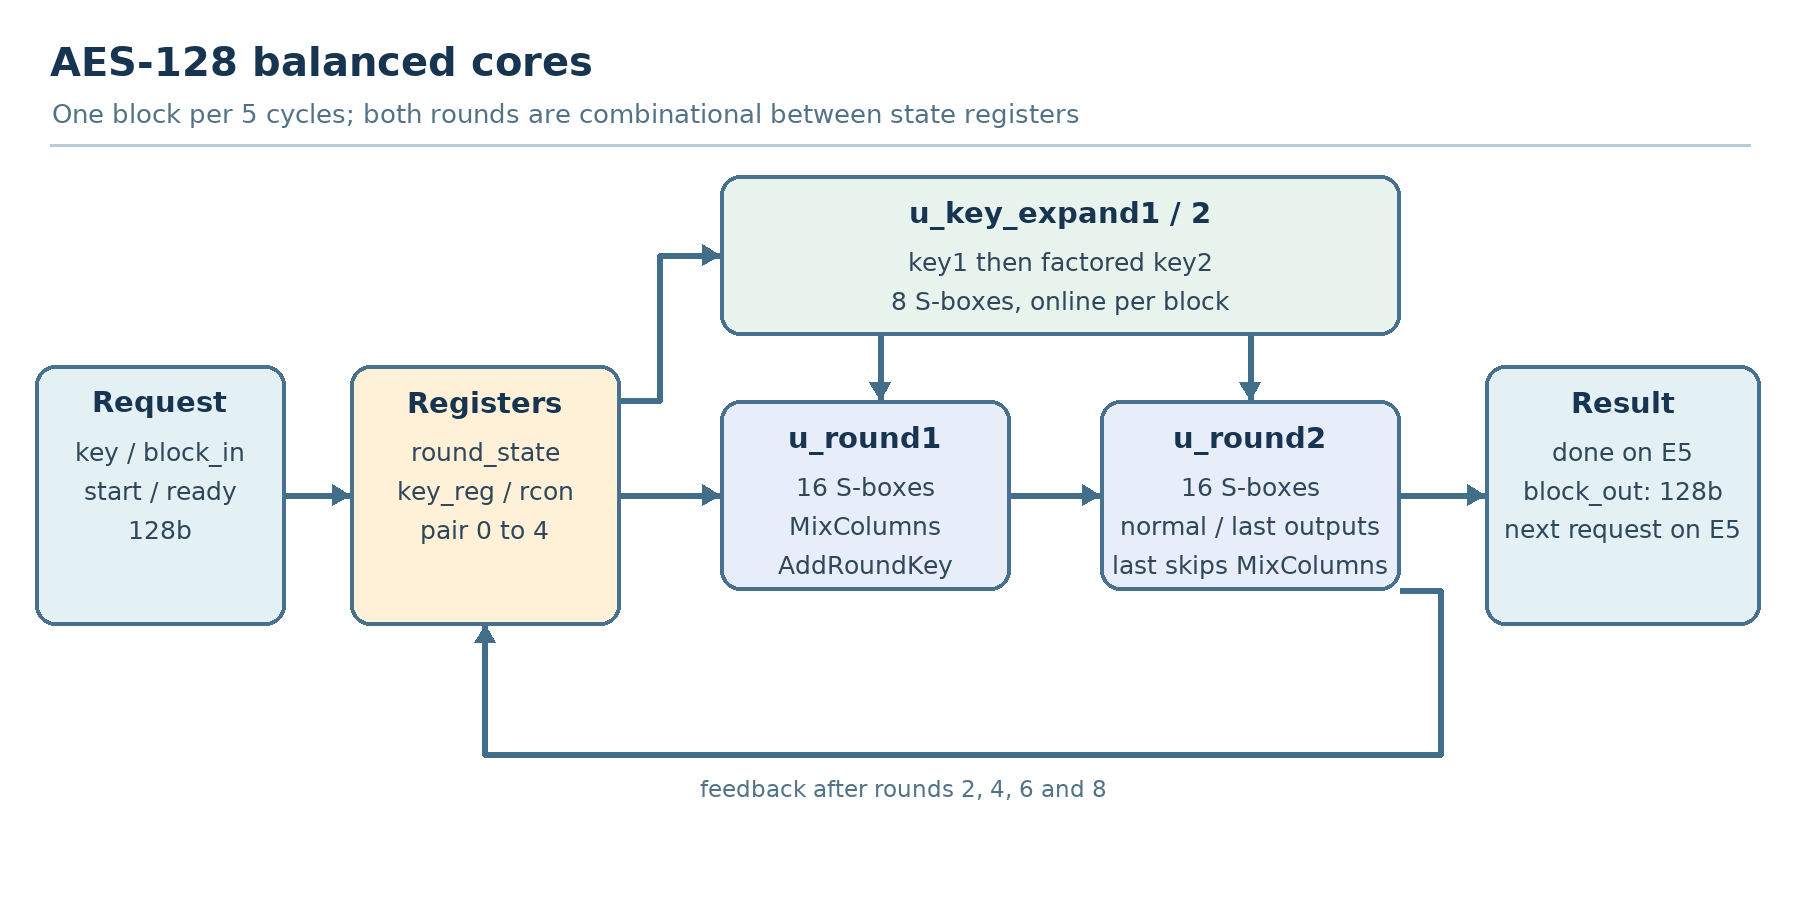 AES-128 balanced cores
One block per 5 cycles; both rounds are combinational between state registers
u_key_expand1 / 2
key1 then factored key2
8 S-boxes, online per block
Request
key / block_in
start / ready
128b
Registers
round_state
key_reg / rcon
pair 0 to 4
u_round1
16 S-boxes
MixColumns
AddRoundKey
u_round2
16 S-boxes
normal / last outputs
last skips MixColumns
Result
done on E5
block_out: 128b
next request on E5
feedback after rounds 2, 4, 6 and 8